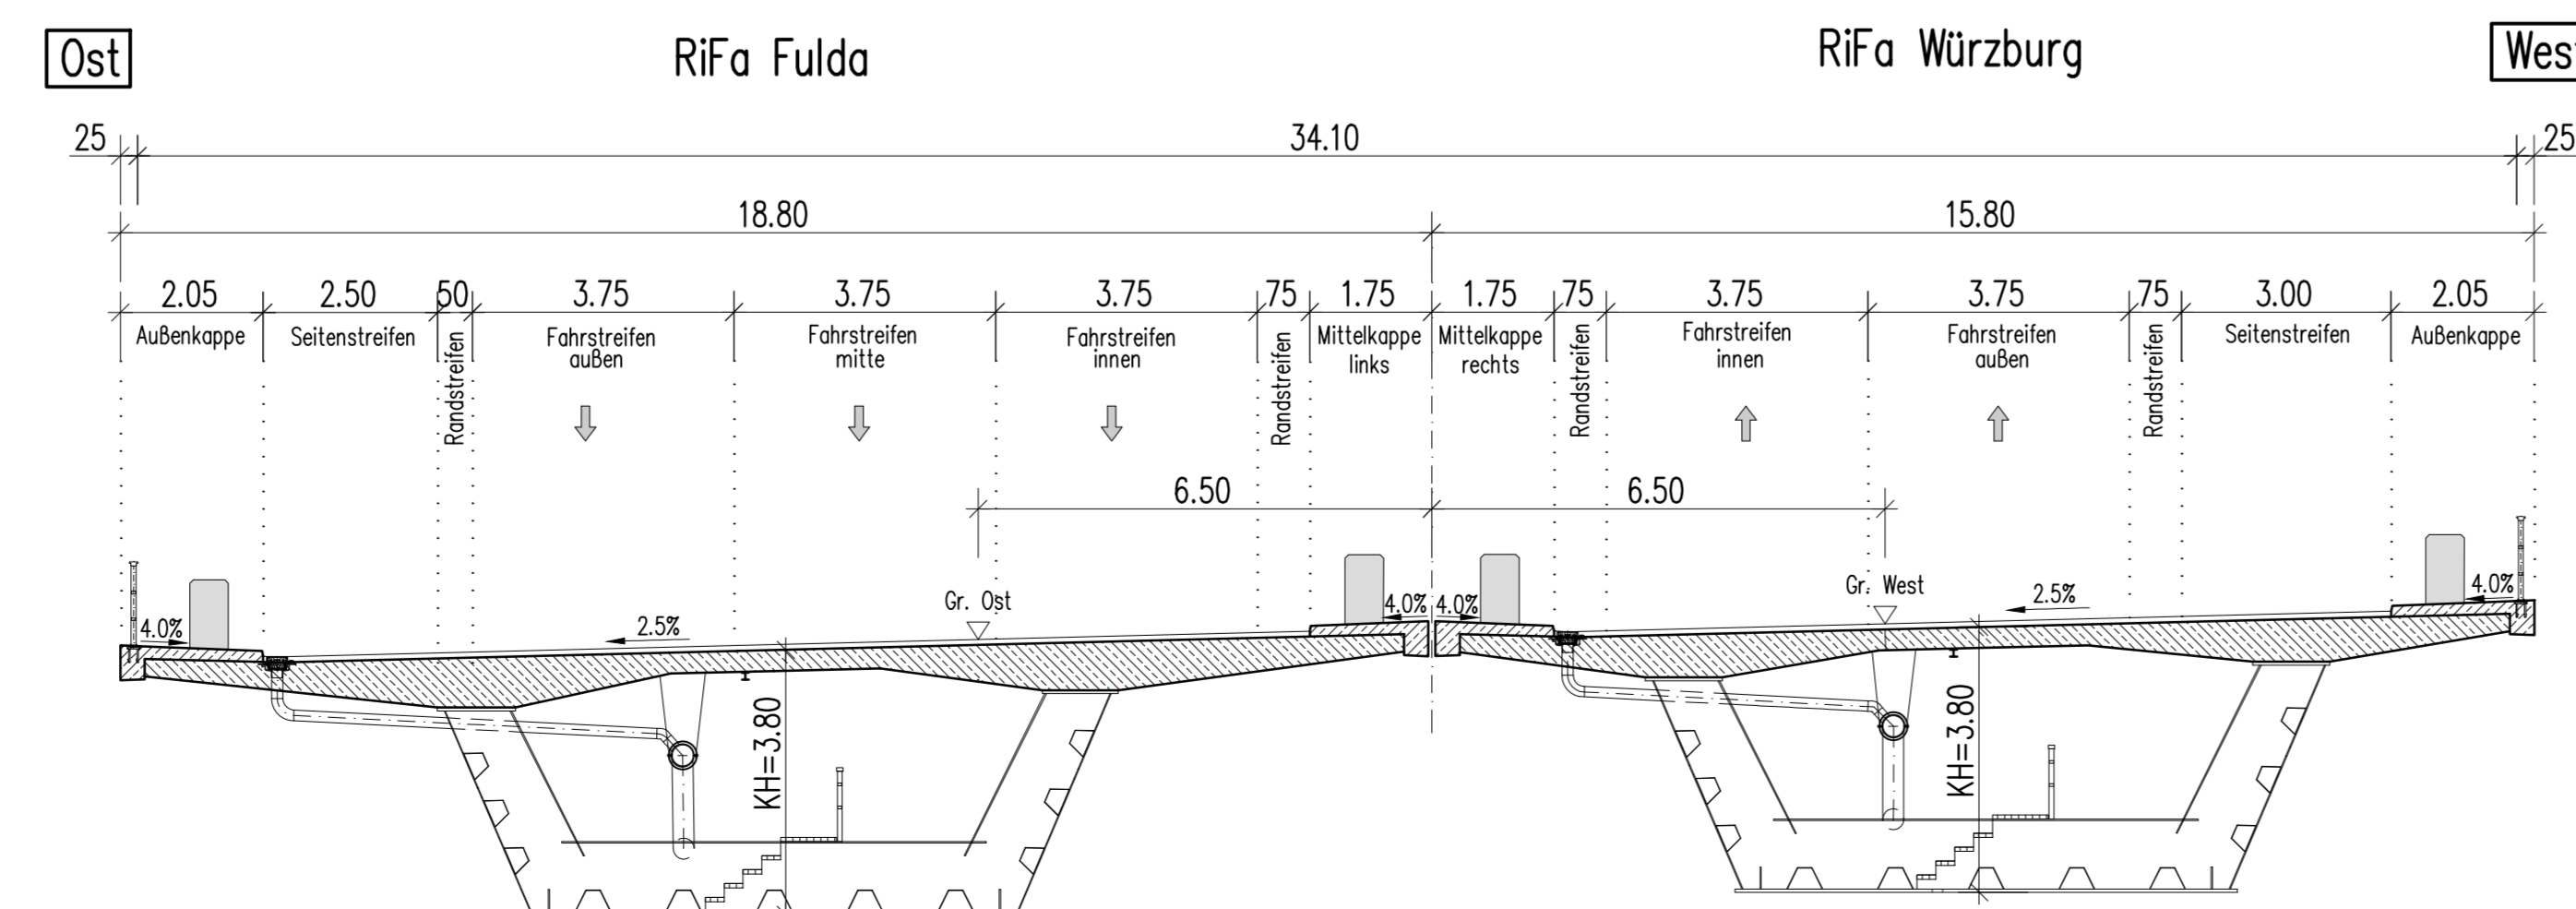 Ost RiFa Fulda RiFa Würzburg Wes
25 34.10 25
18.80 15.80
2.05 2.50 50 3.75 3.75 3.75 75 1.75 1.75 75 3.75 3.75 75 3.00 2.05
Außenkappe Seitenstreifen Randstreifen Fahrstreifen außen Fahrstreifen mitte Fahrstreifen innen Randstreifen Mittelkappe links Mittelkappe rechts Randstreifen Fahrstreifen innen Fahrstreifen außen Randstreifen Seitenstreifen Außenkappe
6.50 6.50
Gr. Ost Gr. West
4.0% 2.5% 4.0% 4.0% 2.5% 4.0%
KH=3.80 KH=3.80